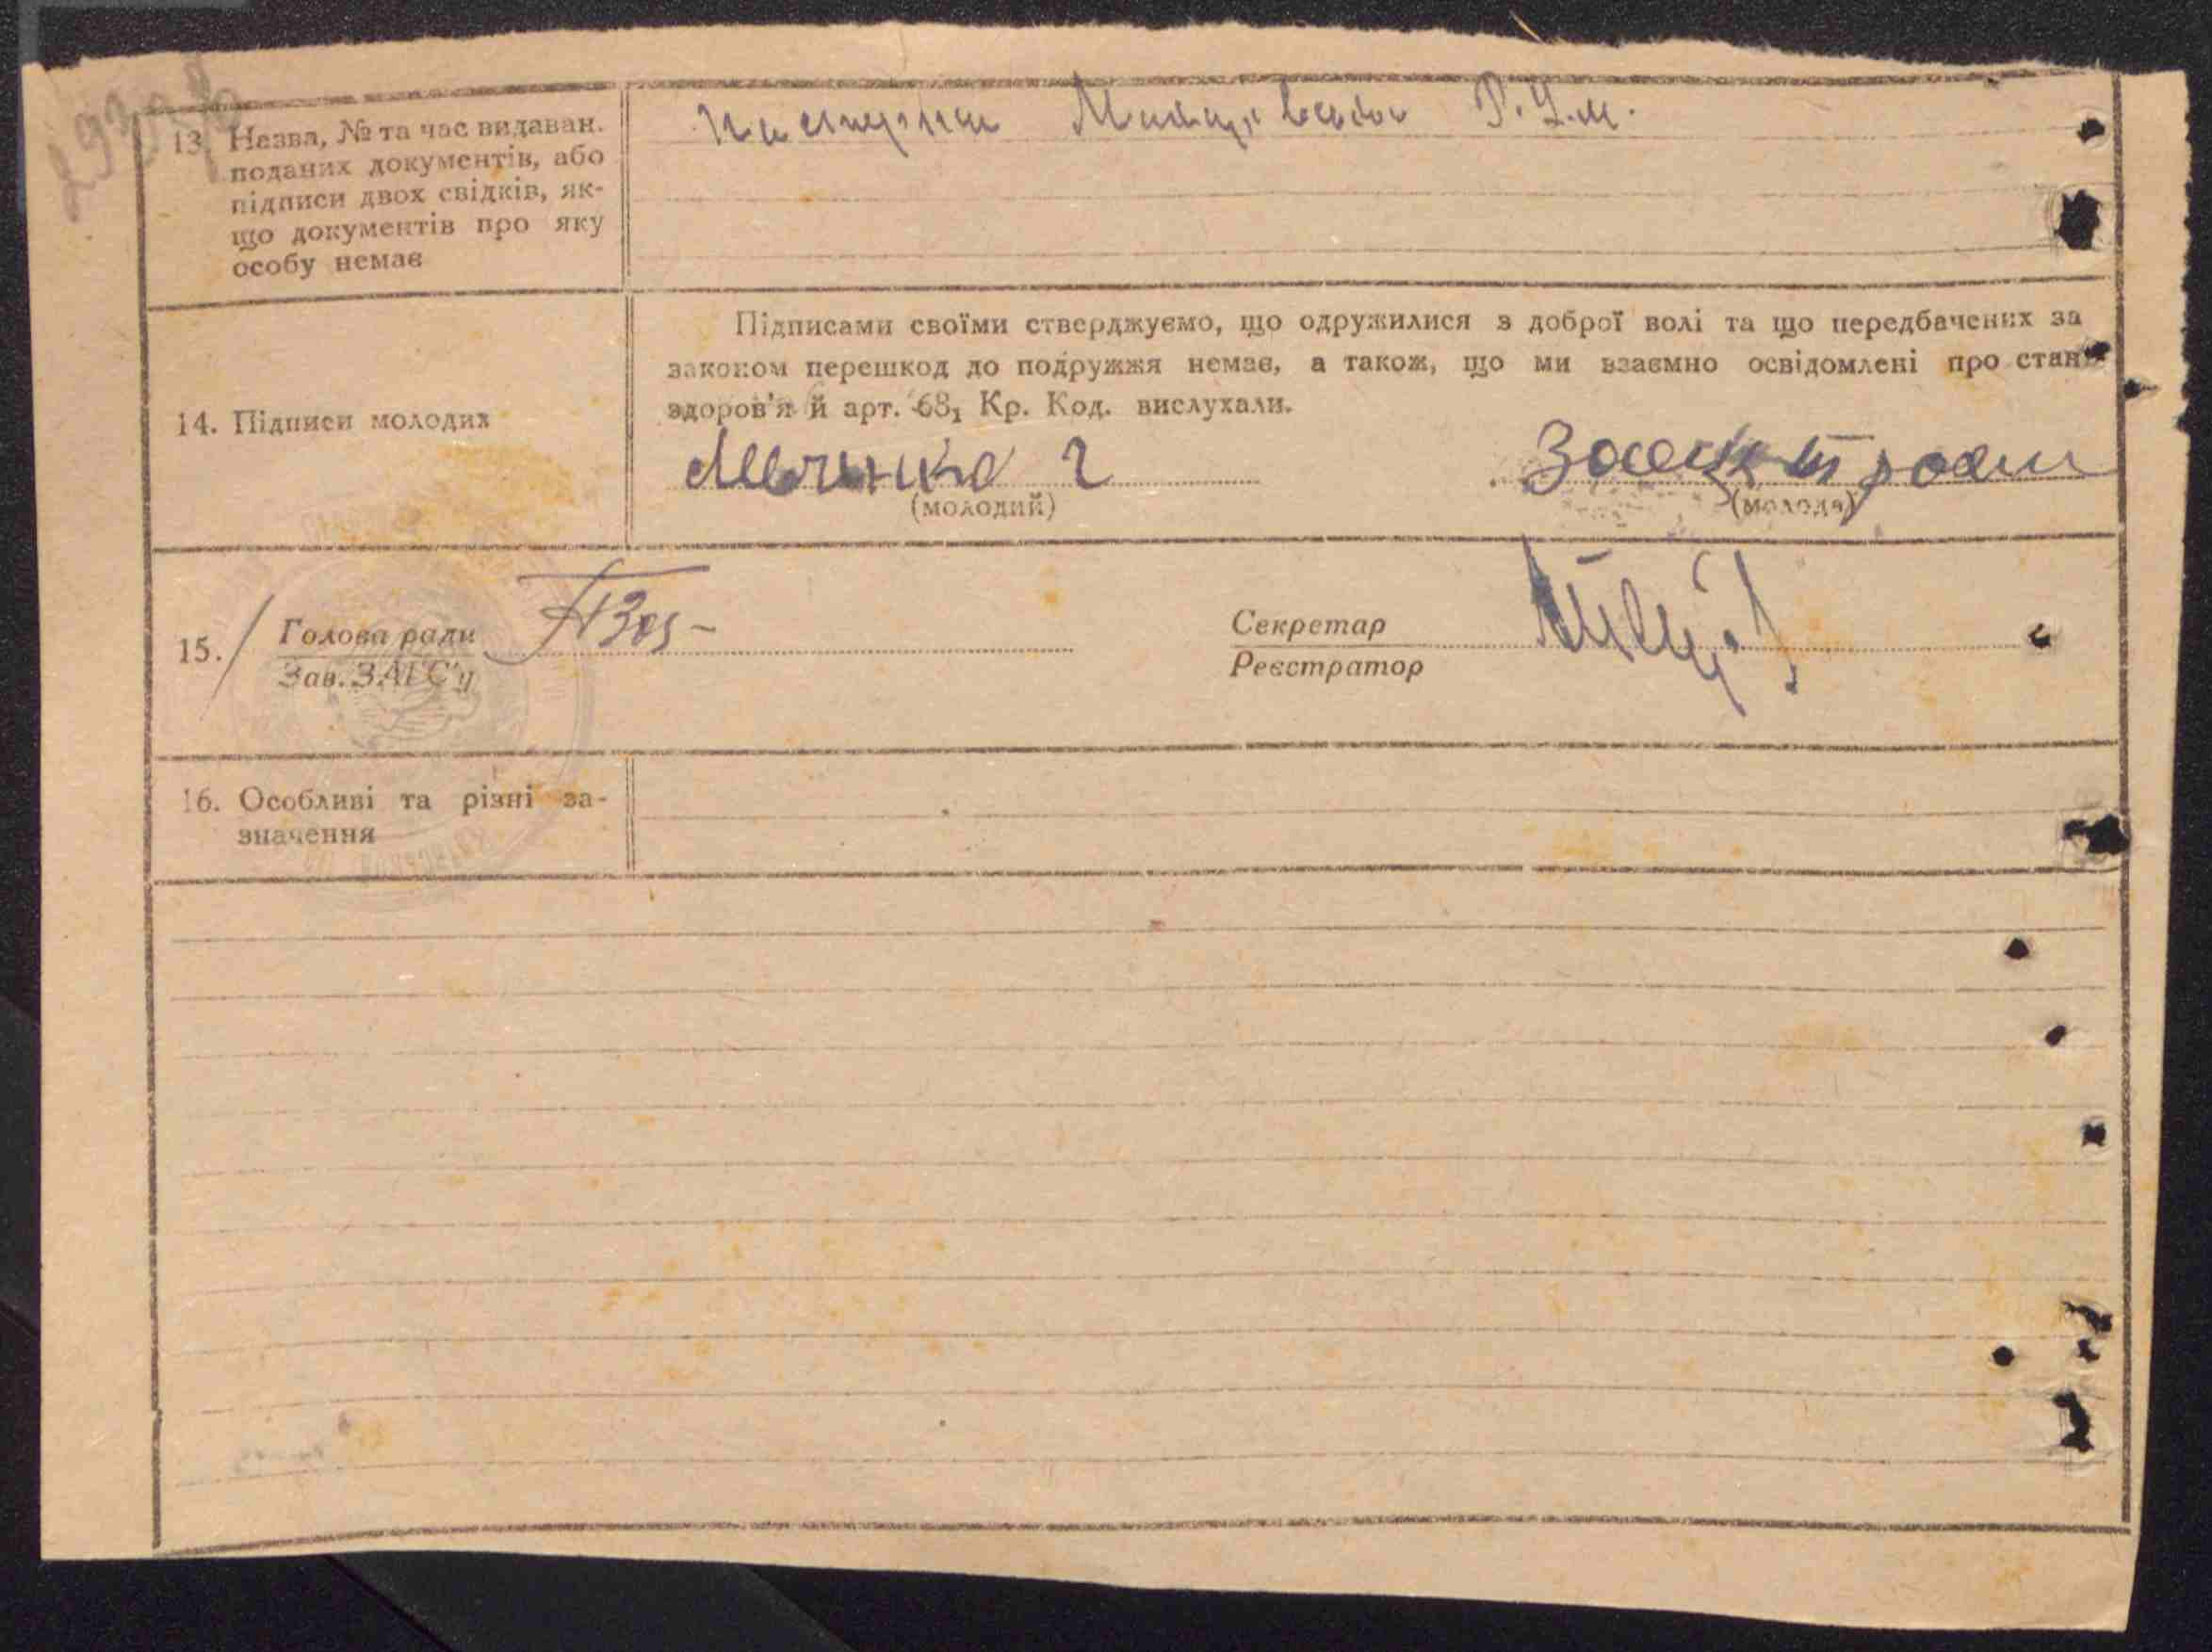 13. Назва, № та час видаван.
поданих документів, або
підписи двох свідків, як-
що документів про яку
особу немає
Р.У.М.
Підписами своїми стверджуємо, що одружилися з доброї волі та що передбачених за
законом перешкод до подружжя немає, а також, що ми взаємно освідомлені про стан
здоров'я й арт. 68₁ Кр. Код. вислухали.
14. Підписи молодих
(молодий)
(молода)
15. Голова ради
Зав. ЗАГС'у
Секретар
Реєстратор
16. Особливі та різні за-
значення